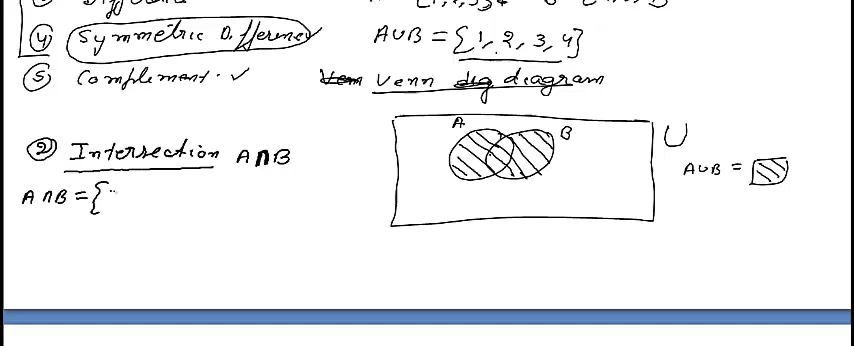 ④ Symmetric Difference
A∪B = {1, 2, 3, 4}
⑤ Complement. ✓
Venn diagram
A
B
U
A∪B =
② Intersection A∩B
A∩B = {